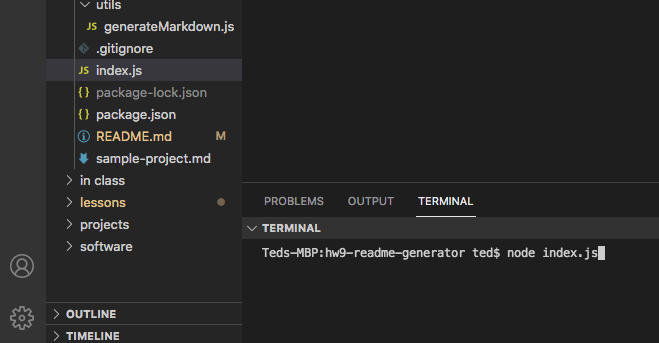 utils
JS generateMarkdown.js
.gitignore
JS index.js
{} package-lock.json
{} package.json
README.md M
sample-project.md
in class
lessons
projects
software
OUTLINE
TIMELINE
PROBLEMS OUTPUT TERMINAL
TERMINAL
Teds-MBP:hw9-readme-generator ted$ node index.js